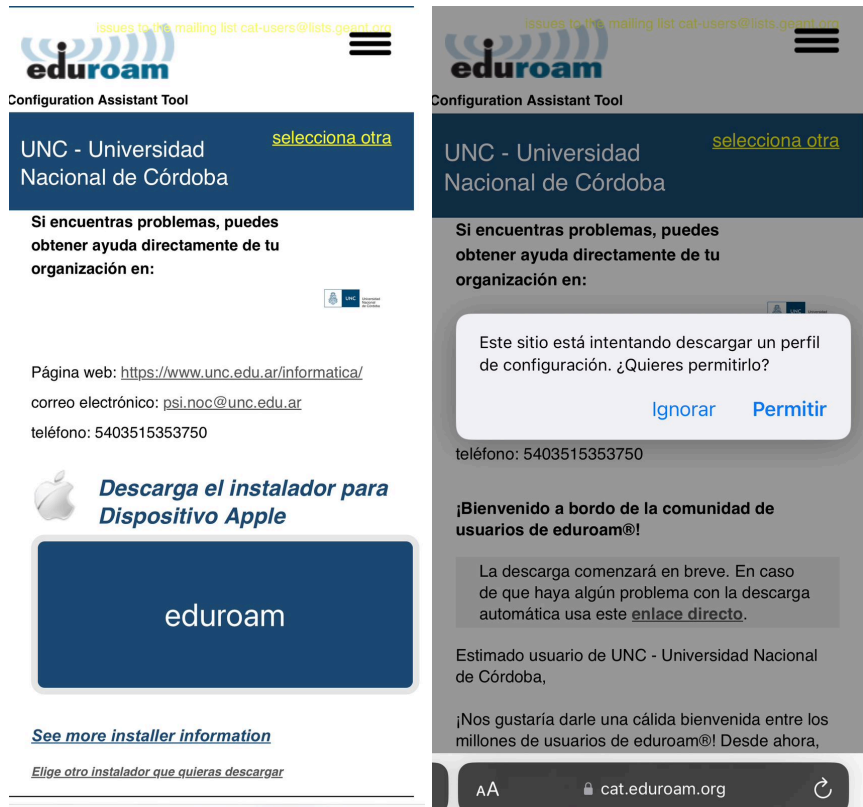 issues to the mailing list cat-users@lists.geant.org
eduroam
Configuration Assistant Tool
UNC - Universidad
Nacional de Córdoba
selecciona otra
Si encuentras problemas, puedes
obtener ayuda directamente de tu
organización en:
UNC
Universidad
Nacional
de Córdoba
Página web: https://www.unc.edu.ar/informatica/
correo electrónico: psi.noc@unc.edu.ar
teléfono: 5403515353750
Descarga el instalador para
Dispositivo Apple
eduroam
See more installer information
Elige otro instalador que quieras descargar
issues to the mailing list cat-users@lists.geant.org
eduroam
Configuration Assistant Tool
UNC - Universidad
Nacional de Córdoba
selecciona otra
Si encuentras problemas, puedes
obtener ayuda directamente de tu
organización en:
Este sitio está intentando descargar un perfil
de configuración. ¿Quieres permitirlo?
Ignorar Permitir
teléfono: 5403515353750
¡Bienvenido a bordo de la comunidad de
usuarios de eduroam®!
La descarga comenzará en breve. En caso
de que haya algún problema con la descarga
automática usa este enlace directo.
Estimado usuario de UNC - Universidad Nacional
de Córdoba,
¡Nos gustaría darle una cálida bienvenida entre los
millones de usuarios de eduroam®! Desde ahora,
AA cat.eduroam.org